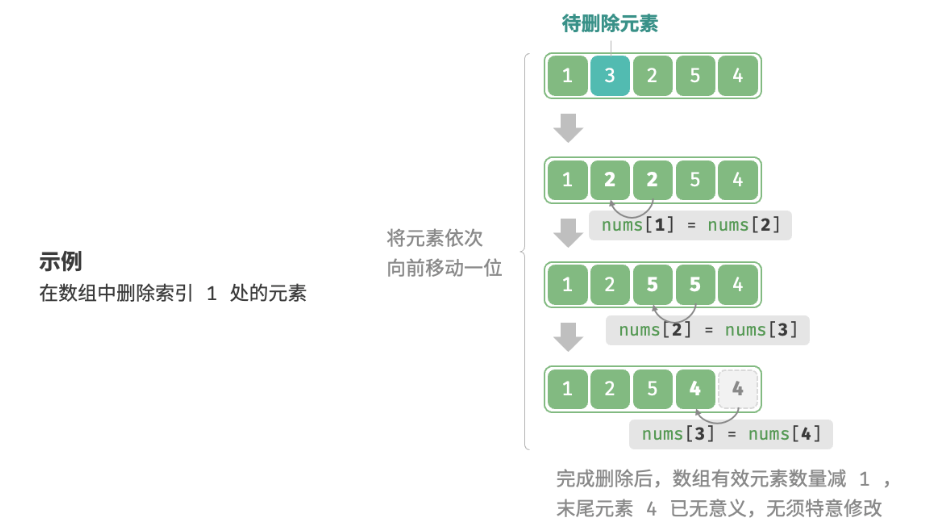 示例
在数组中删除索引 1 处的元素
将元素依次
向前移动一位
待删除元素
1 3 2 5 4
1 2 2 5 4
nums[1] = nums[2]
1 2 5 5 4
nums[2] = nums[3]
1 2 5 4 4
nums[3] = nums[4]
完成删除后，数组有效元素数量减 1 ，
末尾元素 4 已无意义，无须特意修改